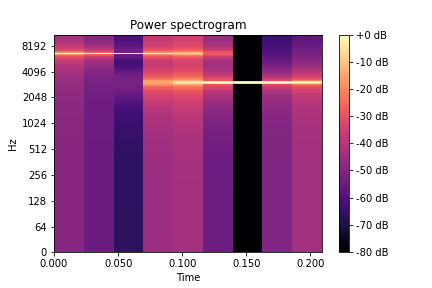 Power spectrogram
Hz
8192
4096
2048
1024
512
256
128
64
0
0.000 0.050 0.100 0.150 0.200
Time
+0 dB
-10 dB
-20 dB
-30 dB
-40 dB
-50 dB
-60 dB
-70 dB
-80 dB